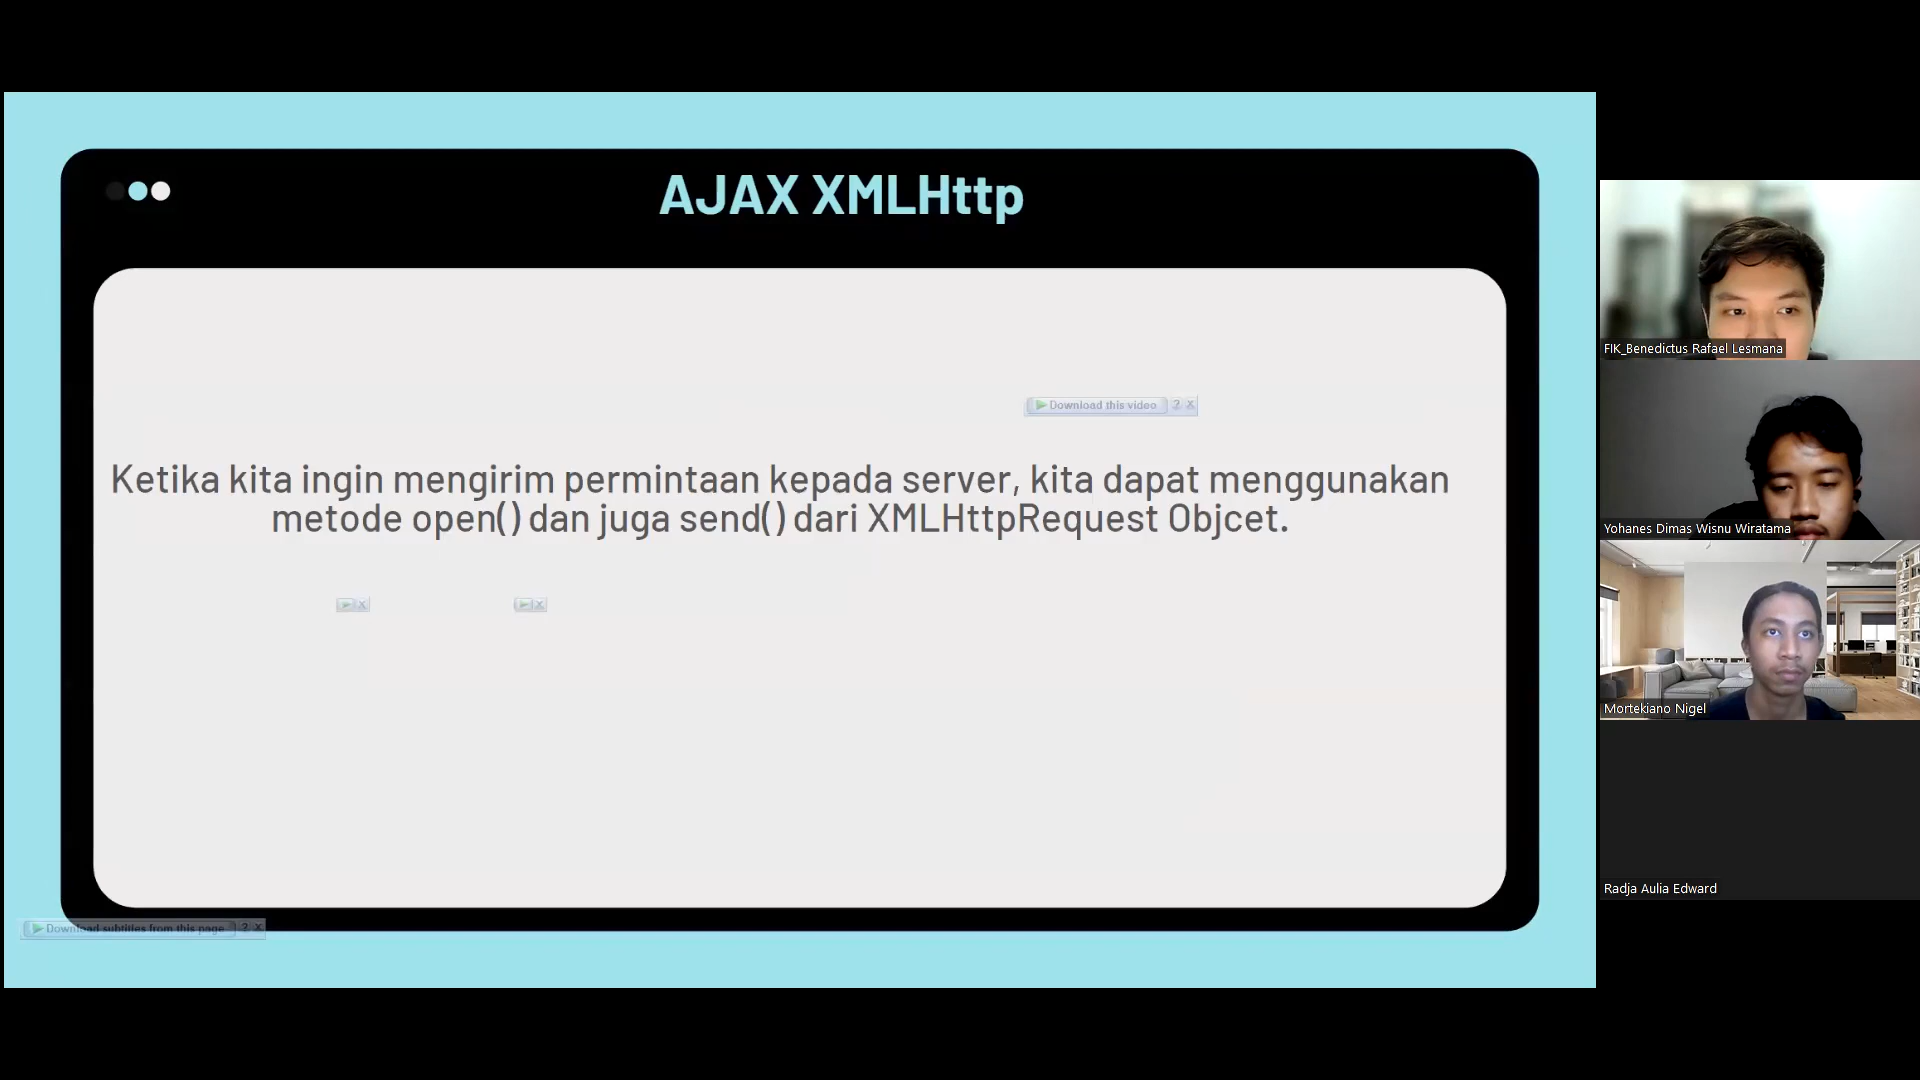 AJAX XMLHttp
Download this video ? X
Ketika kita ingin mengirim permintaan kepada server, kita dapat menggunakan
metode open() dan juga send() dari XMLHttpRequest Objcet.
X
X
Download subtitles from this page ? X
FIK_Benedictus Rafael Lesmana
Yohanes Dimas Wisnu Wiratama
Mortekiano Nigel
Radja Aulia Edward